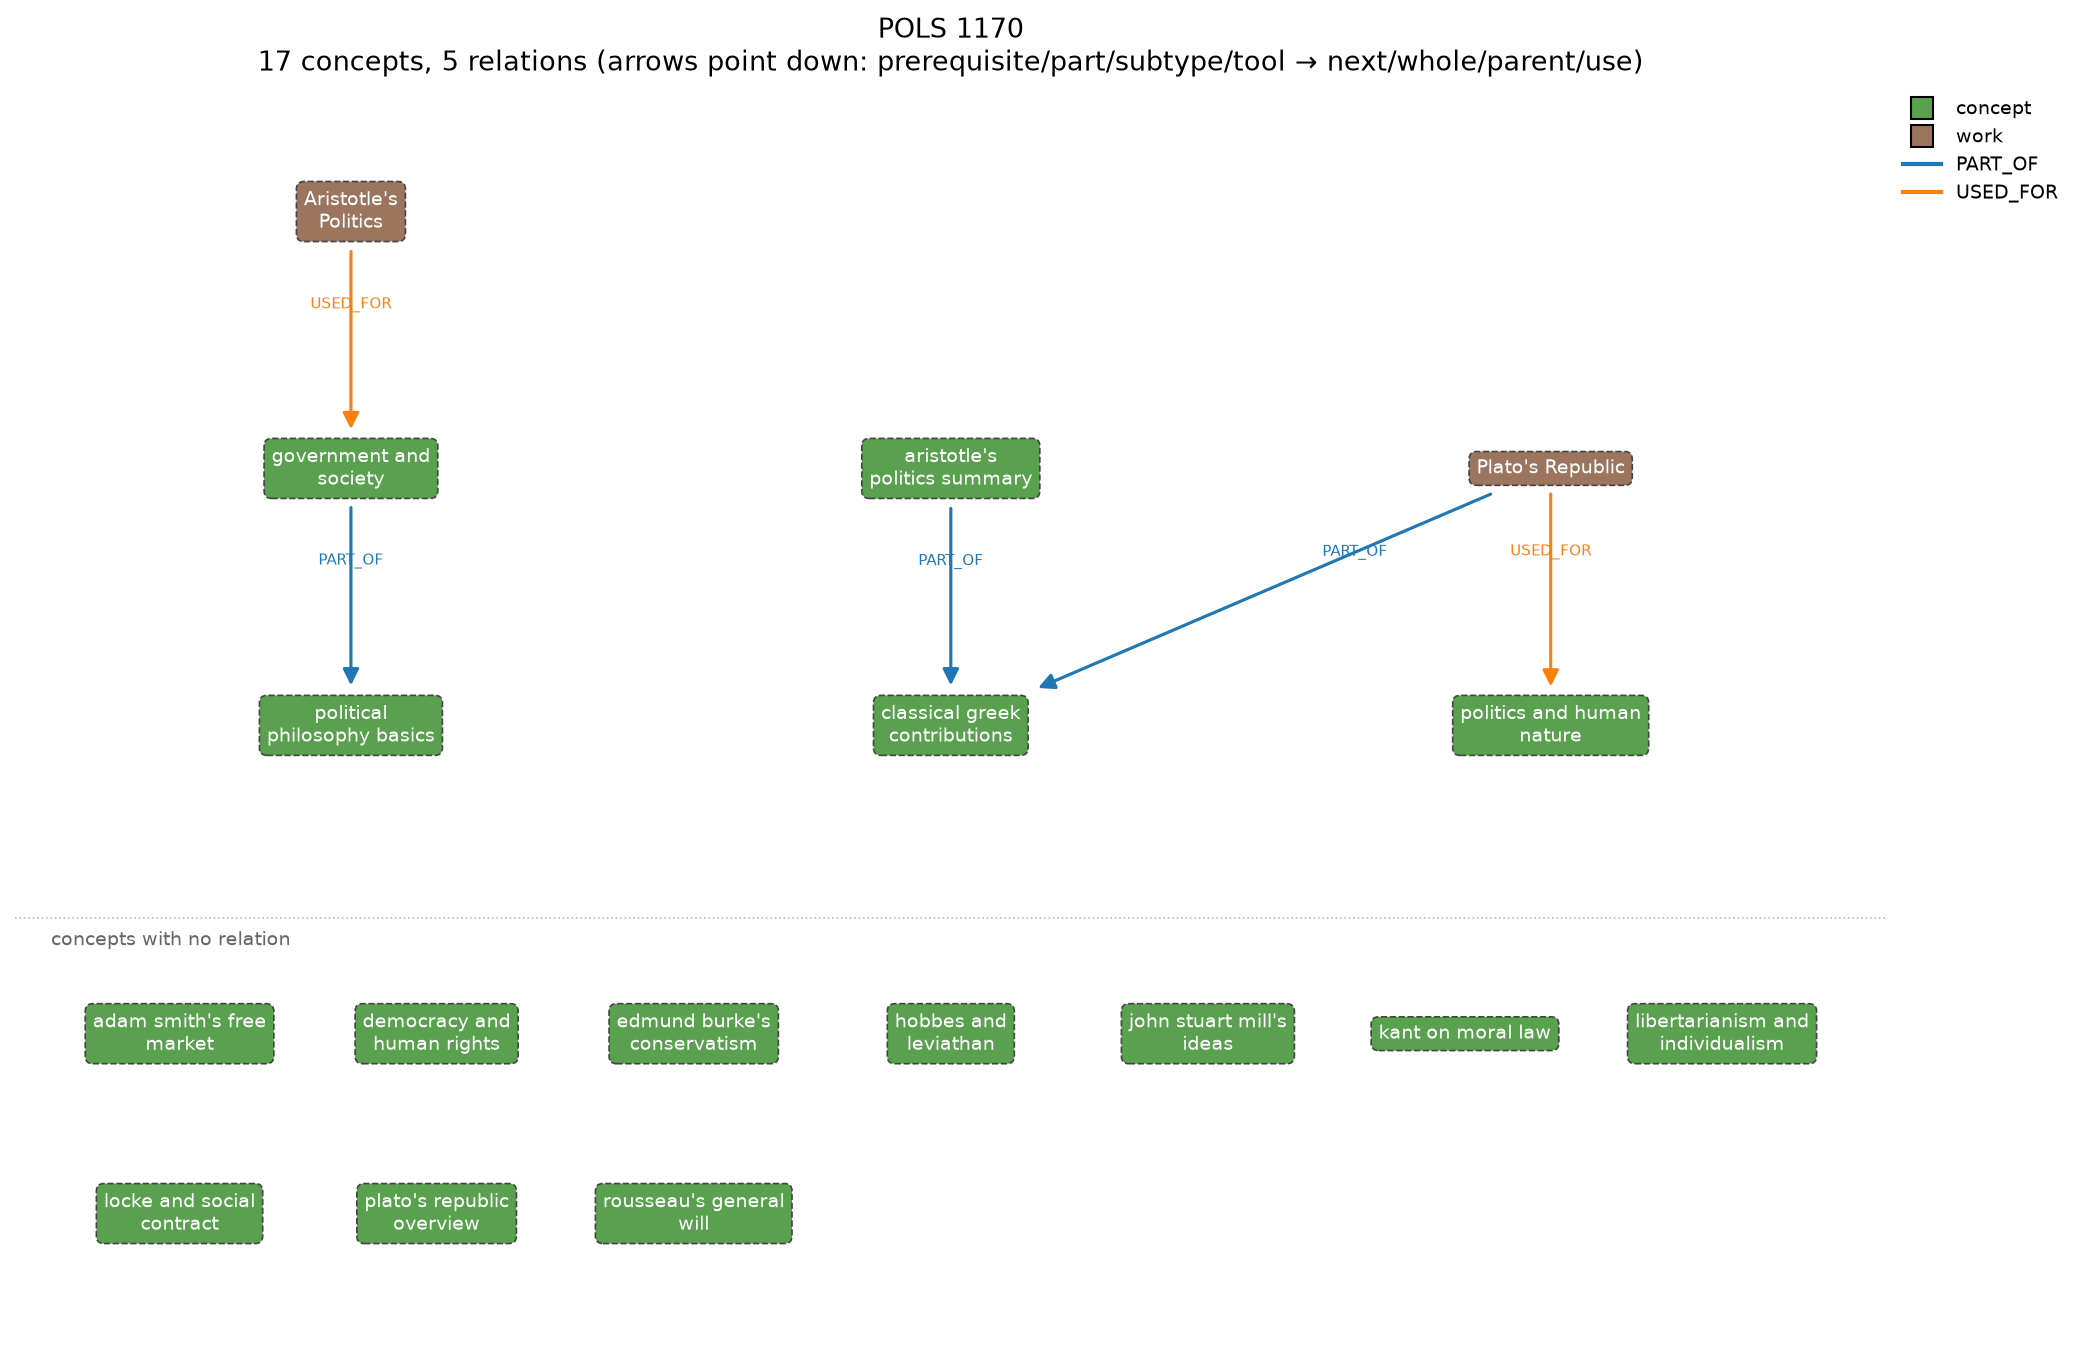 POLS 1170
17 concepts, 5 relations (arrows point down: prerequisite/part/subtype/tool → next/whole/parent/use)
concept
work
PART_OF
USED_FOR
Aristotle's
Politics
USED_FOR
government and
society
aristotle's
politics summary
Plato's Republic
PART_OF
PART_OF
PART_OF
USED_FOR
political
philosophy basics
classical greek
contributions
politics and human
nature
concepts with no relation
adam smith's free
market
democracy and
human rights
edmund burke's
conservatism
hobbes and
leviathan
john stuart mill's
ideas
kant on moral law
libertarianism and
individualism
locke and social
contract
plato's republic
overview
rousseau's general
will